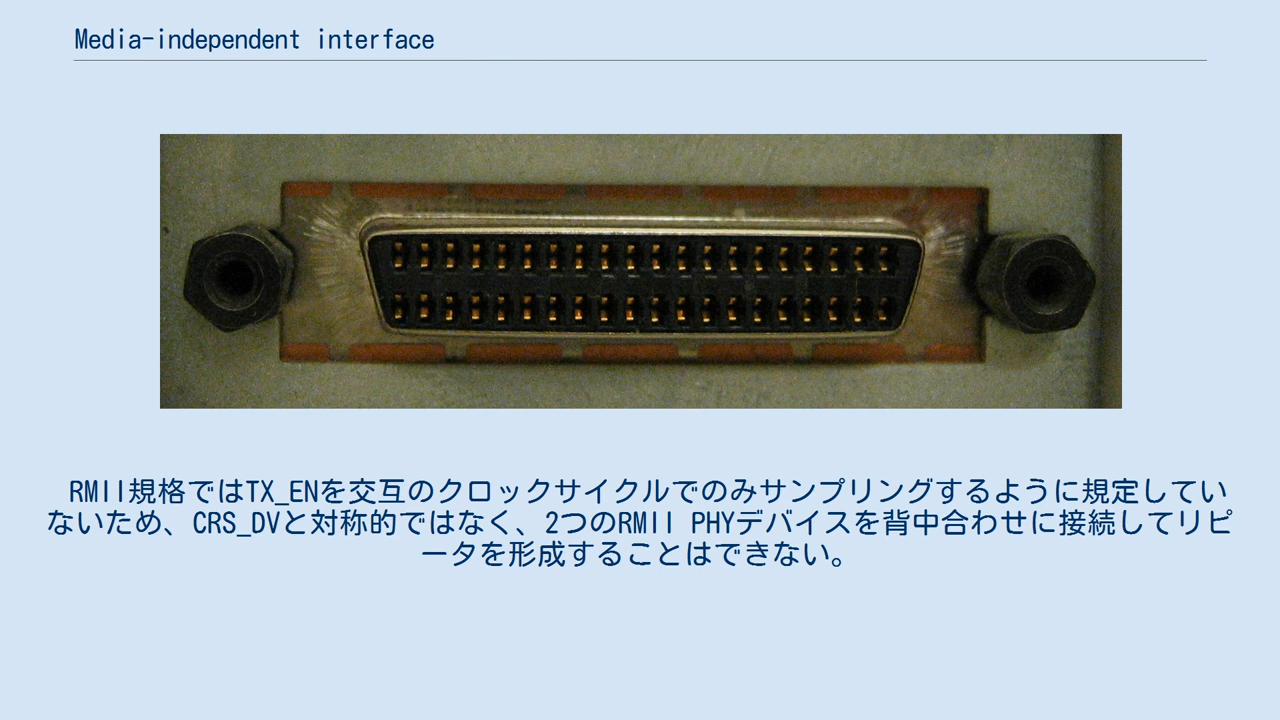 Media-independent interface
RMII規格ではTX_ENを交互のクロックサイクルでのみサンプリングするように規定してい
ないため、CRS_DVと対称的ではなく、2つのRMII PHYデバイスを背中合わせに接続してリピ
ータを形成することはできない。